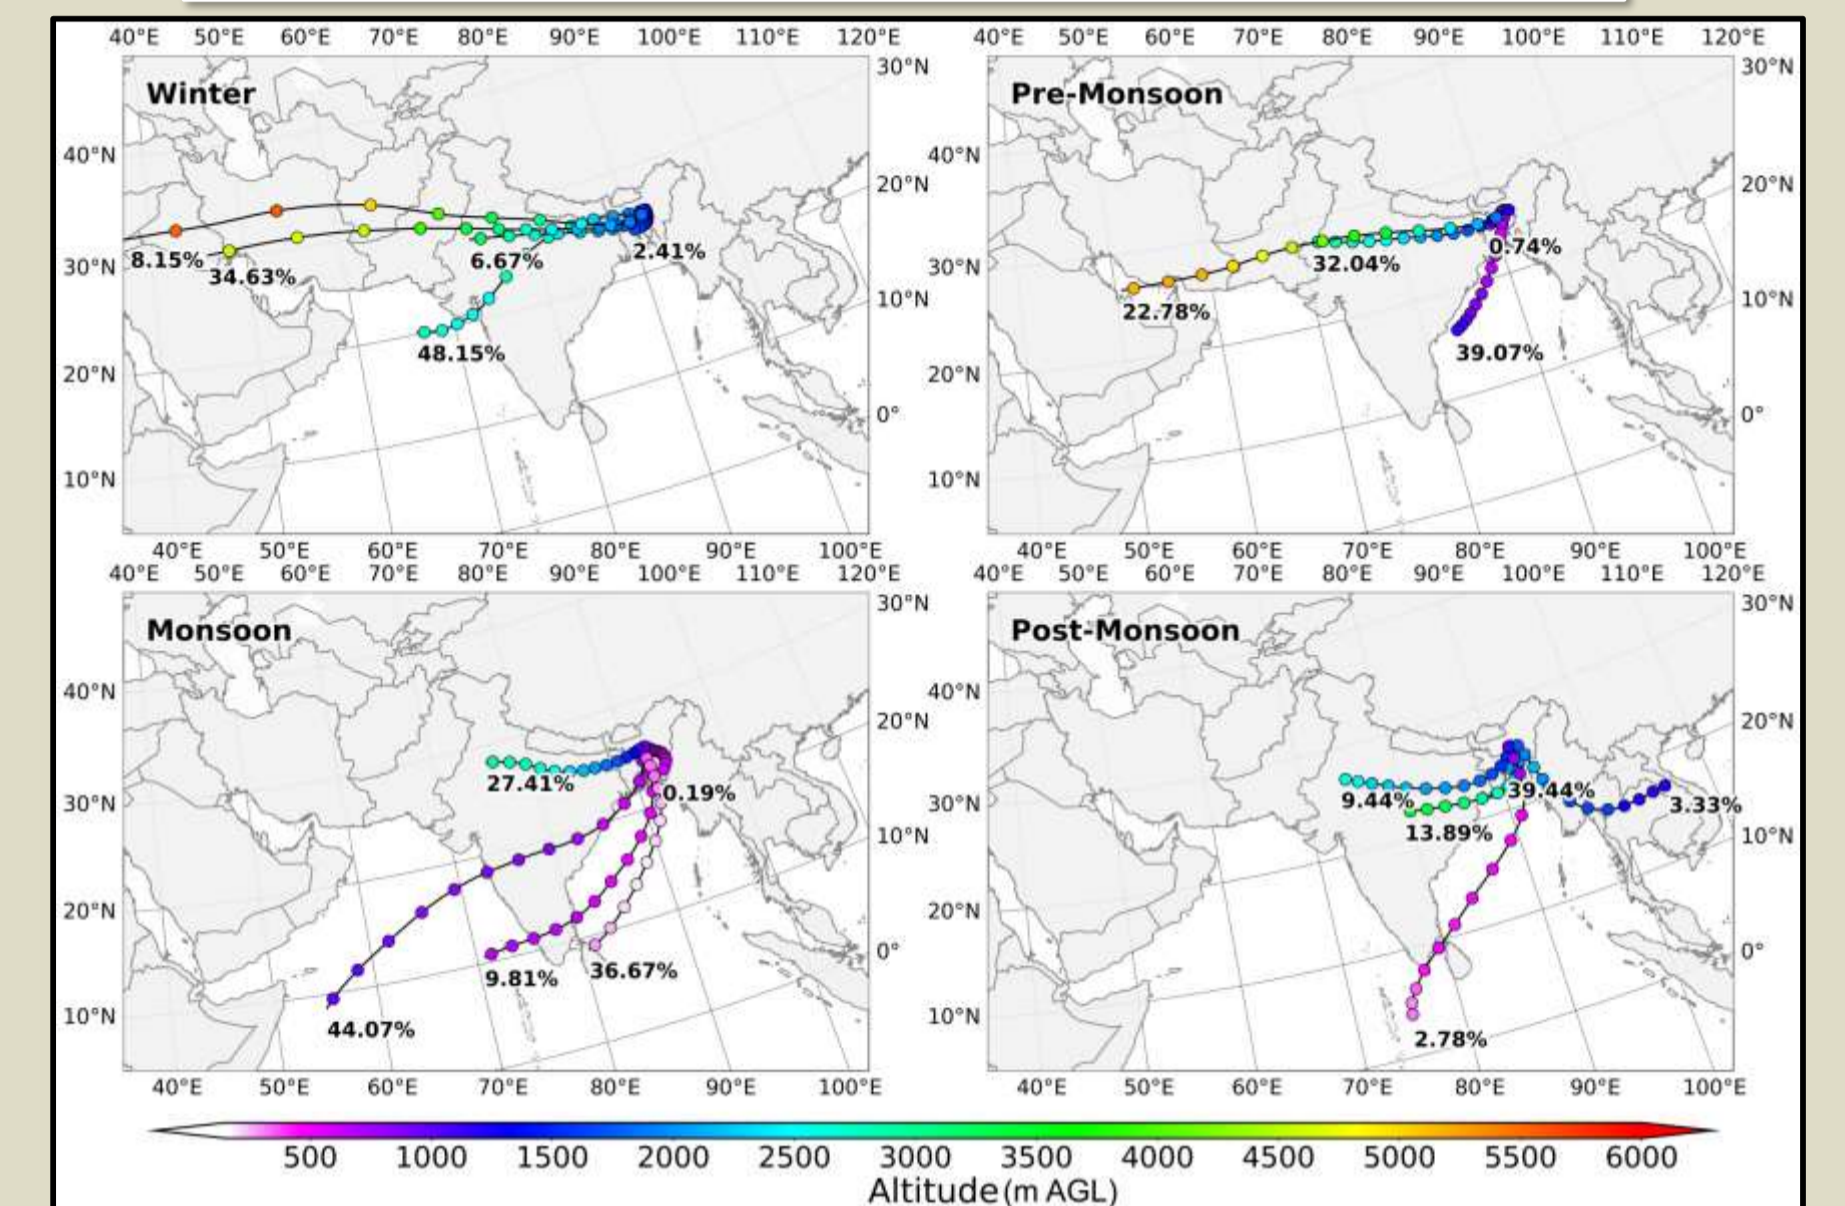 40°E 50°E 60°E 70°E 80°E 90°E 100°E 110°E 120°E
Winter
30°N
40°N
20°N
8.15%
34.63%
6.67%
2.41%
30°N
10°N
48.15%
20°N
0°
10°N
40°E 50°E 60°E 70°E 80°E 90°E 100°E
40°E 50°E 60°E 70°E 80°E 90°E 100°E 110°E 120°E
Pre-Monsoon
30°N
40°N
20°N
0.74%
32.04%
30°N
10°N
22.78%
39.07%
20°N
0°
10°N
40°E 50°E 60°E 70°E 80°E 90°E 100°E
40°E 50°E 60°E 70°E 80°E 90°E 100°E 110°E 120°E
Monsoon
30°N
40°N
20°N
27.41%
0.19%
30°N
10°N
20°N
0°
9.81%
36.67%
10°N
44.07%
40°E 50°E 60°E 70°E 80°E 90°E 100°E
40°E 50°E 60°E 70°E 80°E 90°E 100°E 110°E 120°E
Post-Monsoon
30°N
40°N
20°N
9.44%
39.44%
3.33%
30°N
13.89%
10°N
20°N
0°
10°N
2.78%
40°E 50°E 60°E 70°E 80°E 90°E 100°E
500 1000 1500 2000 2500 3000 3500 4000 4500 5000 5500 6000
Altitude(m AGL)